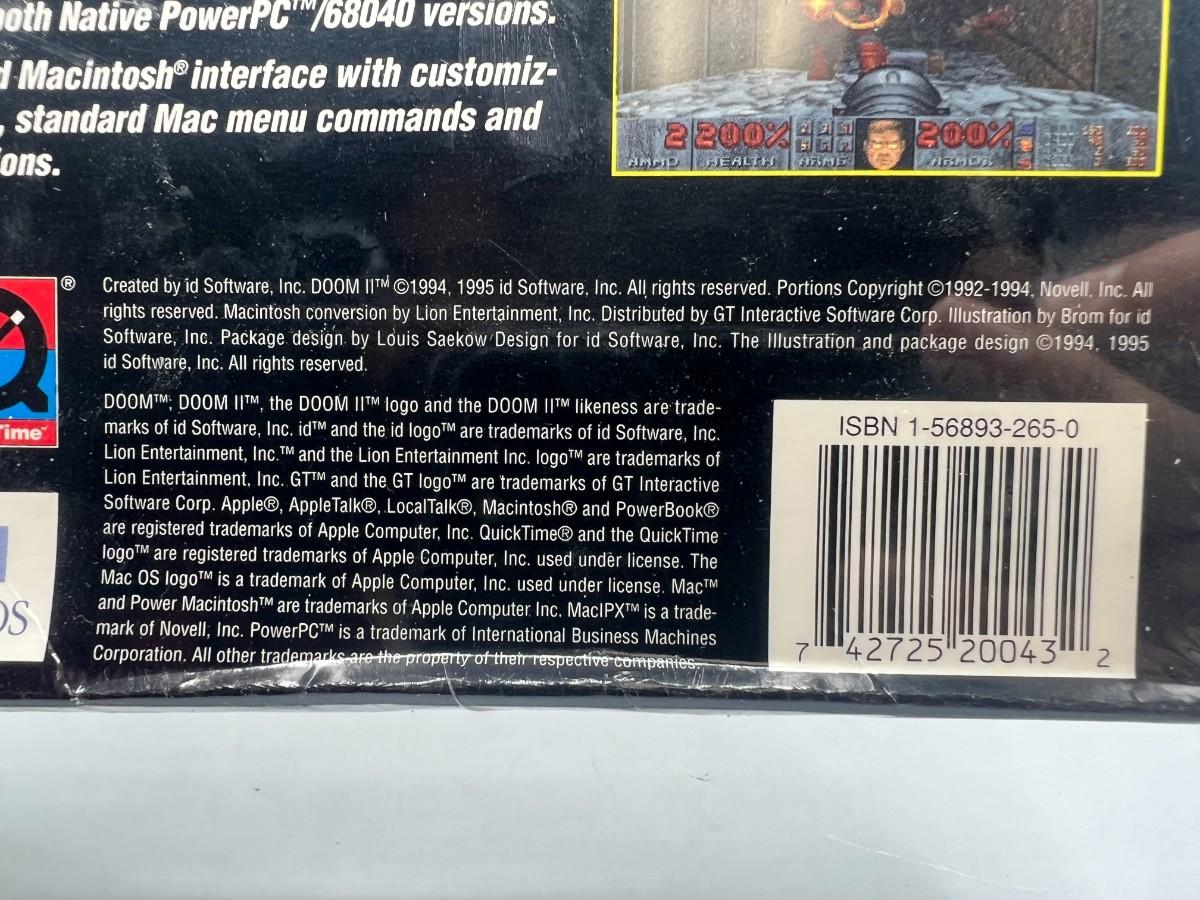 oth Native PowerPC™/68040 versions.
d Macintosh® interface with customiz-
, standard Mac menu commands and
ons.
2 200% 200%
AMMO HEALTH ARMS ARMOR
®
Time™
OS
Created by id Software, Inc. DOOM II™ ©1994, 1995 id Software, Inc. All rights reserved. Portions Copyright ©1992-1994, Novell, Inc. All
rights reserved. Macintosh conversion by Lion Entertainment, Inc. Distributed by GT Interactive Software Corp. Illustration by Brom for id
Software, Inc. Package design by Louis Saekow Design for id Software, Inc. The Illustration and package design ©1994, 1995
id Software, Inc. All rights reserved.
DOOM™, DOOM II™, the DOOM II™ logo and the DOOM II™ likeness are trade-
marks of id Software, Inc. id™ and the id logo™ are trademarks of id Software, Inc.
Lion Entertainment, Inc.™ and the Lion Entertainment Inc. logo™ are trademarks of
Lion Entertainment, Inc. GT™ and the GT logo™ are trademarks of GT Interactive
Software Corp. Apple®, AppleTalk®, LocalTalk®, Macintosh® and PowerBook®
are registered trademarks of Apple Computer, Inc. QuickTime® and the QuickTime
logo™ are registered trademarks of Apple Computer, Inc. used under license. The
Mac OS logo™ is a trademark of Apple Computer, Inc. used under license. Mac™
and Power Macintosh™ are trademarks of Apple Computer Inc. MacIPX™ is a trade-
mark of Novell, Inc. PowerPC™ is a trademark of International Business Machines
Corporation. All other trademarks are the property of their respective companies.
ISBN 1-56893-265-0
7 42725 20043 2